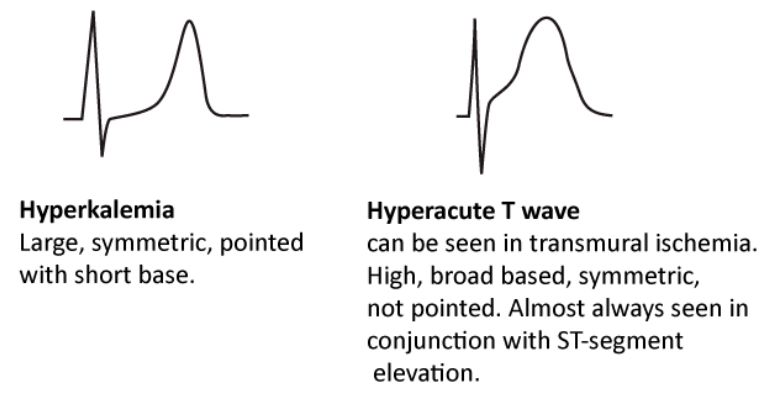 Hyperkalemia
Large, symmetric, pointed
with short base.
Hyperacute T wave
can be seen in transmural ischemia.
High, broad based, symmetric,
not pointed. Almost always seen in
conjunction with ST-segment
elevation.